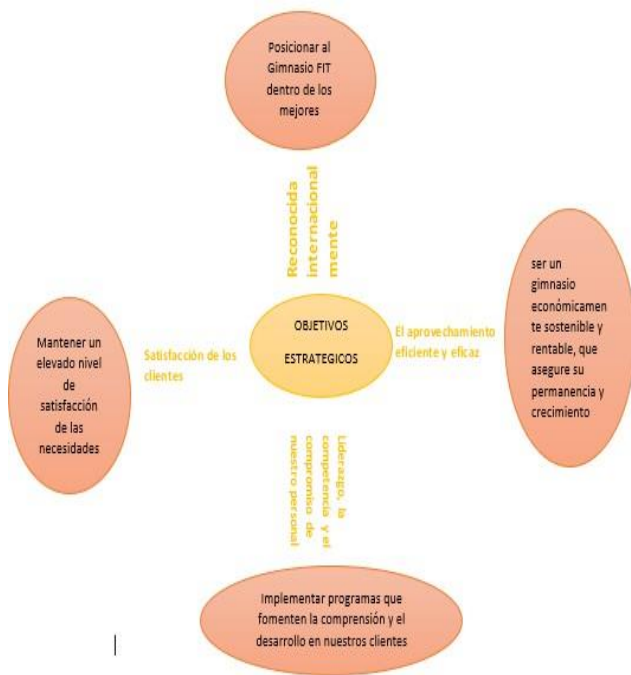 Posicionar al
Gimnasio FIT
dentro de los
mejores
Reconocida
internacional
mente
ser un
gimnasio
económicamen
te sostenible y
rentable, que
asegure su
permanencia y
crecimiento
OBJETIVOS
ESTRATEGICOS
El aprovechamiento
eficiente y eficaz
Mantener un
elevado nivel
de
satisfacción
de las
necesidades
Satisfacción de los
clientes
Liderazgo, la
competencia y el
compromiso de
nuestro personal
Implementar programas que
fomenten la comprensión y el
desarrollo en nuestros clientes